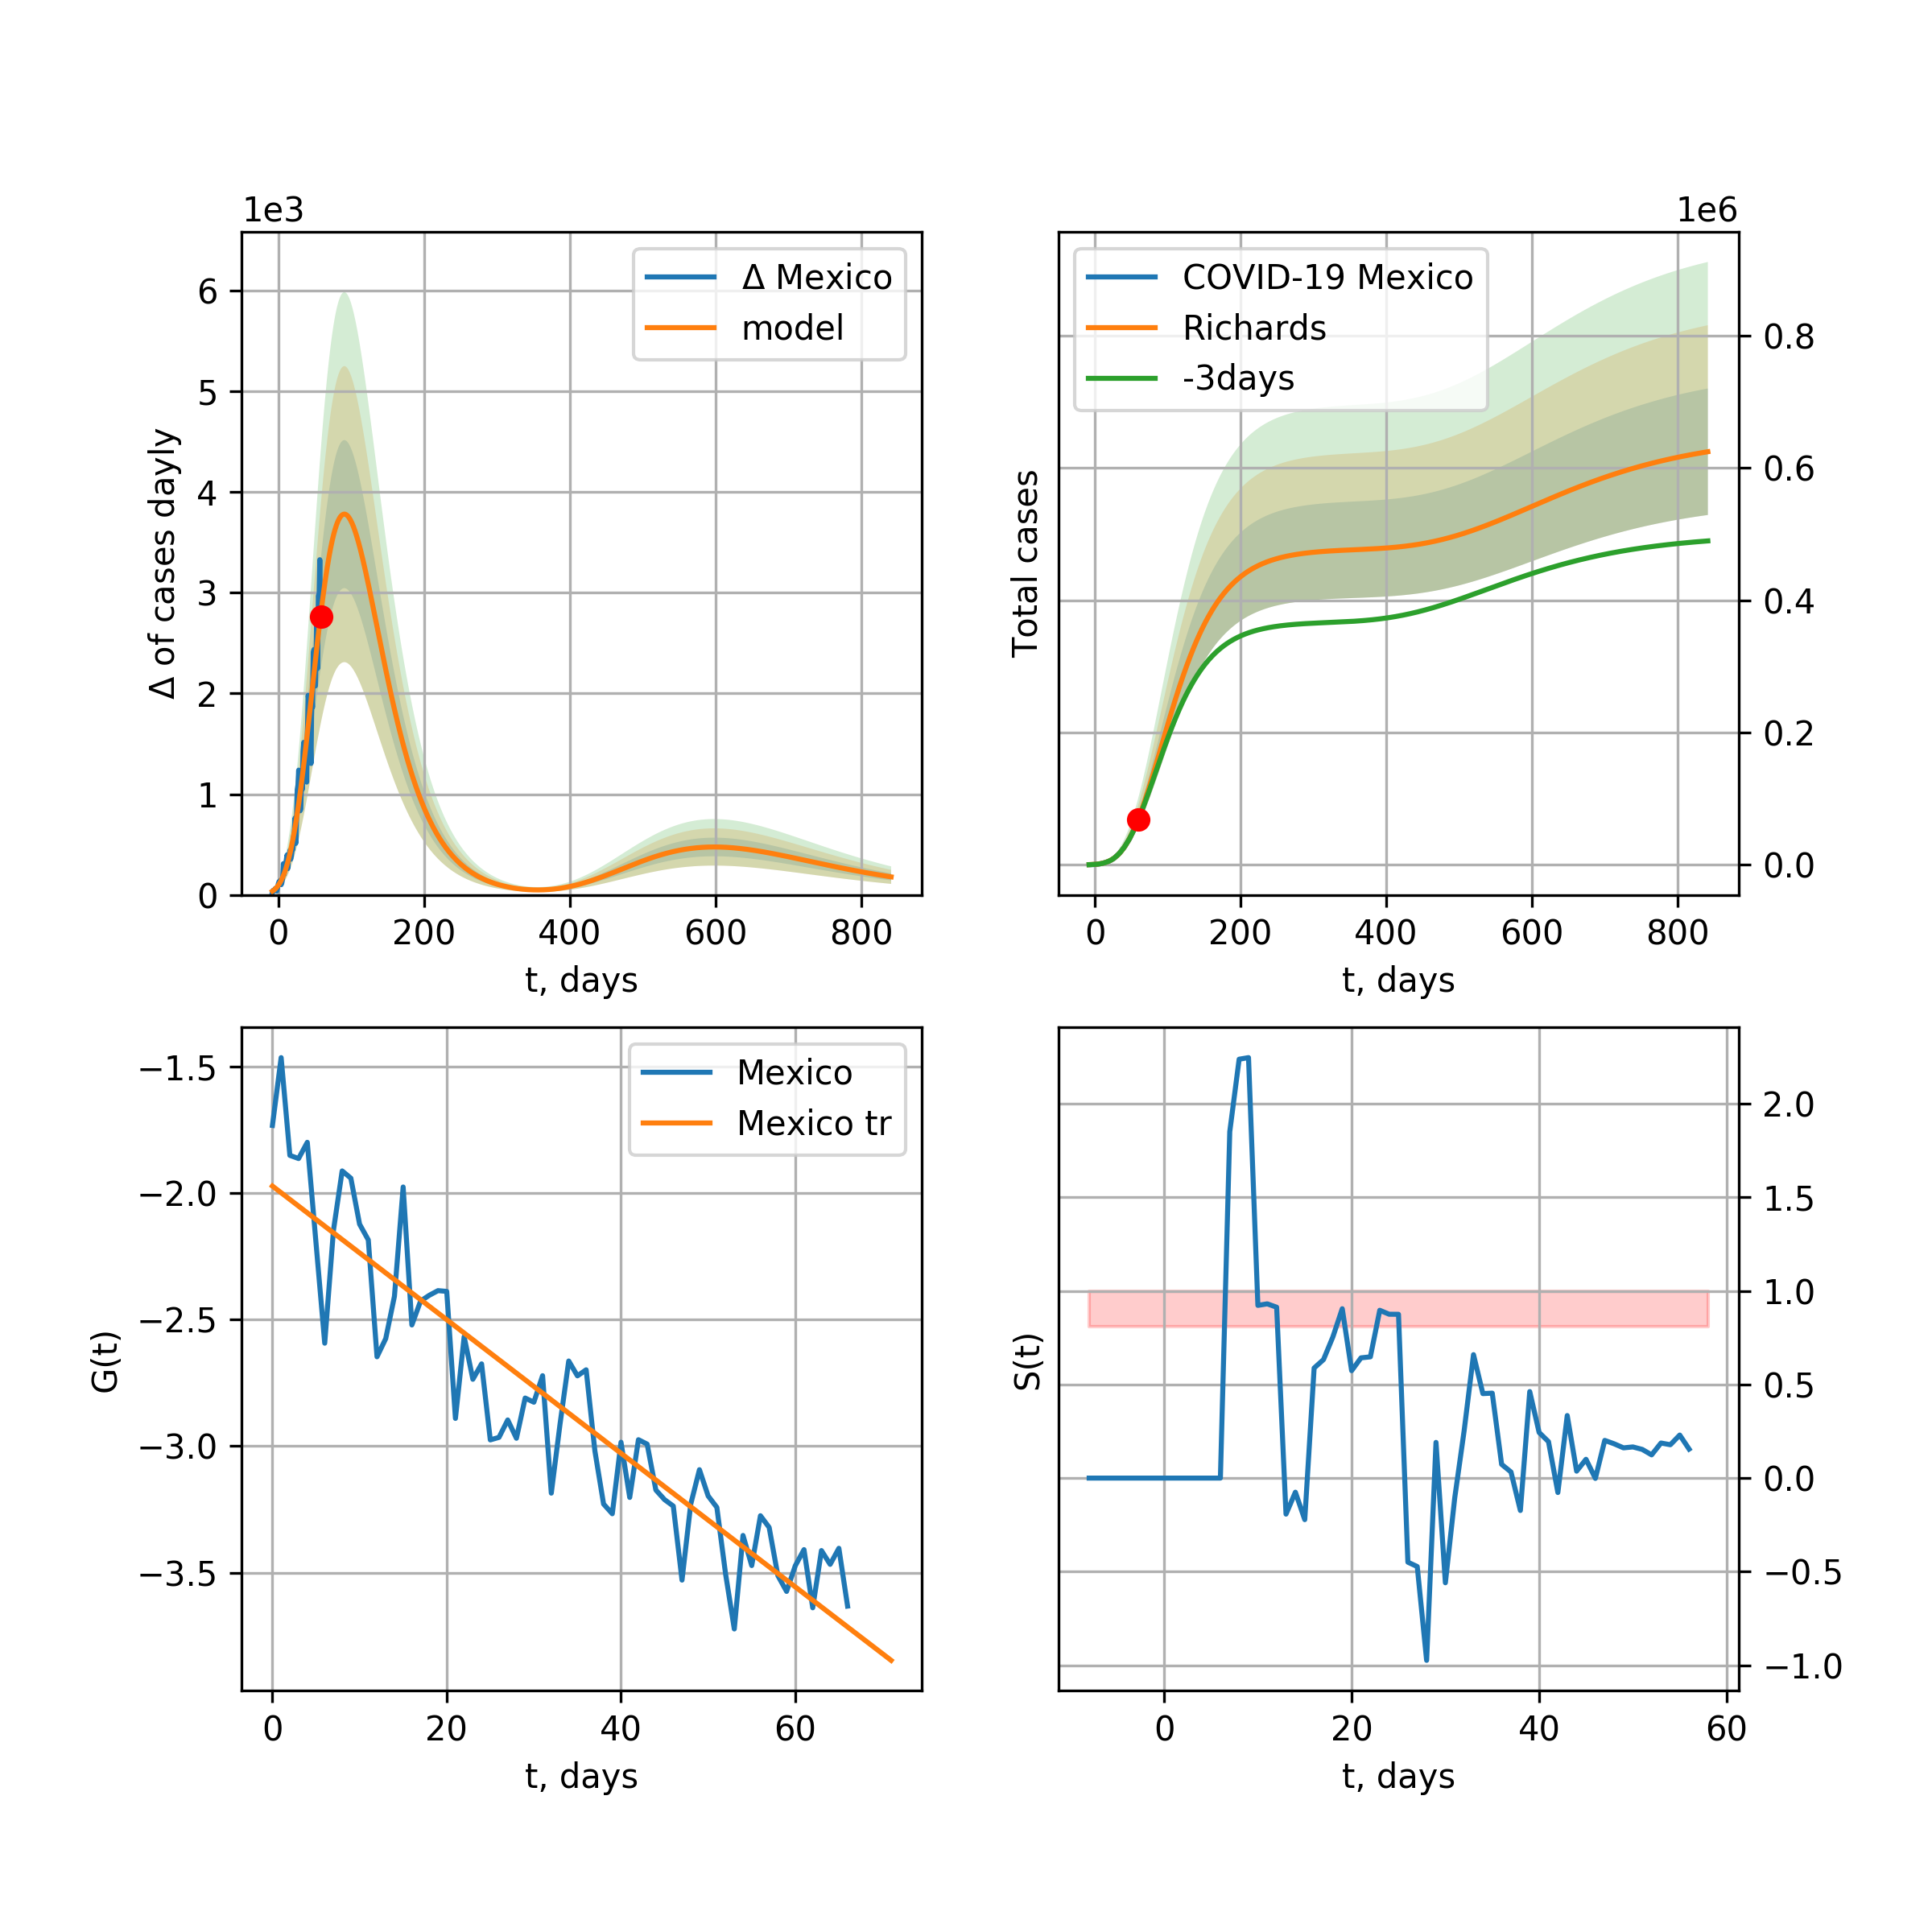 1e3
Δ of cases dayly
6
5
4
3
2
1
0
0 200 400 600 800
t, days
Δ Mexico
model
1e6
Total cases
0.8
0.6
0.4
0.2
0.0
0 200 400 600 800
t, days
COVID-19 Mexico
Richards
-3days
G(t)
−1.5
−2.0
−2.5
−3.0
−3.5
0 20 40 60
t, days
Mexico
Mexico tr
S(t)
2.0
1.5
1.0
0.5
0.0
−0.5
−1.0
0 20 40 60
t, days